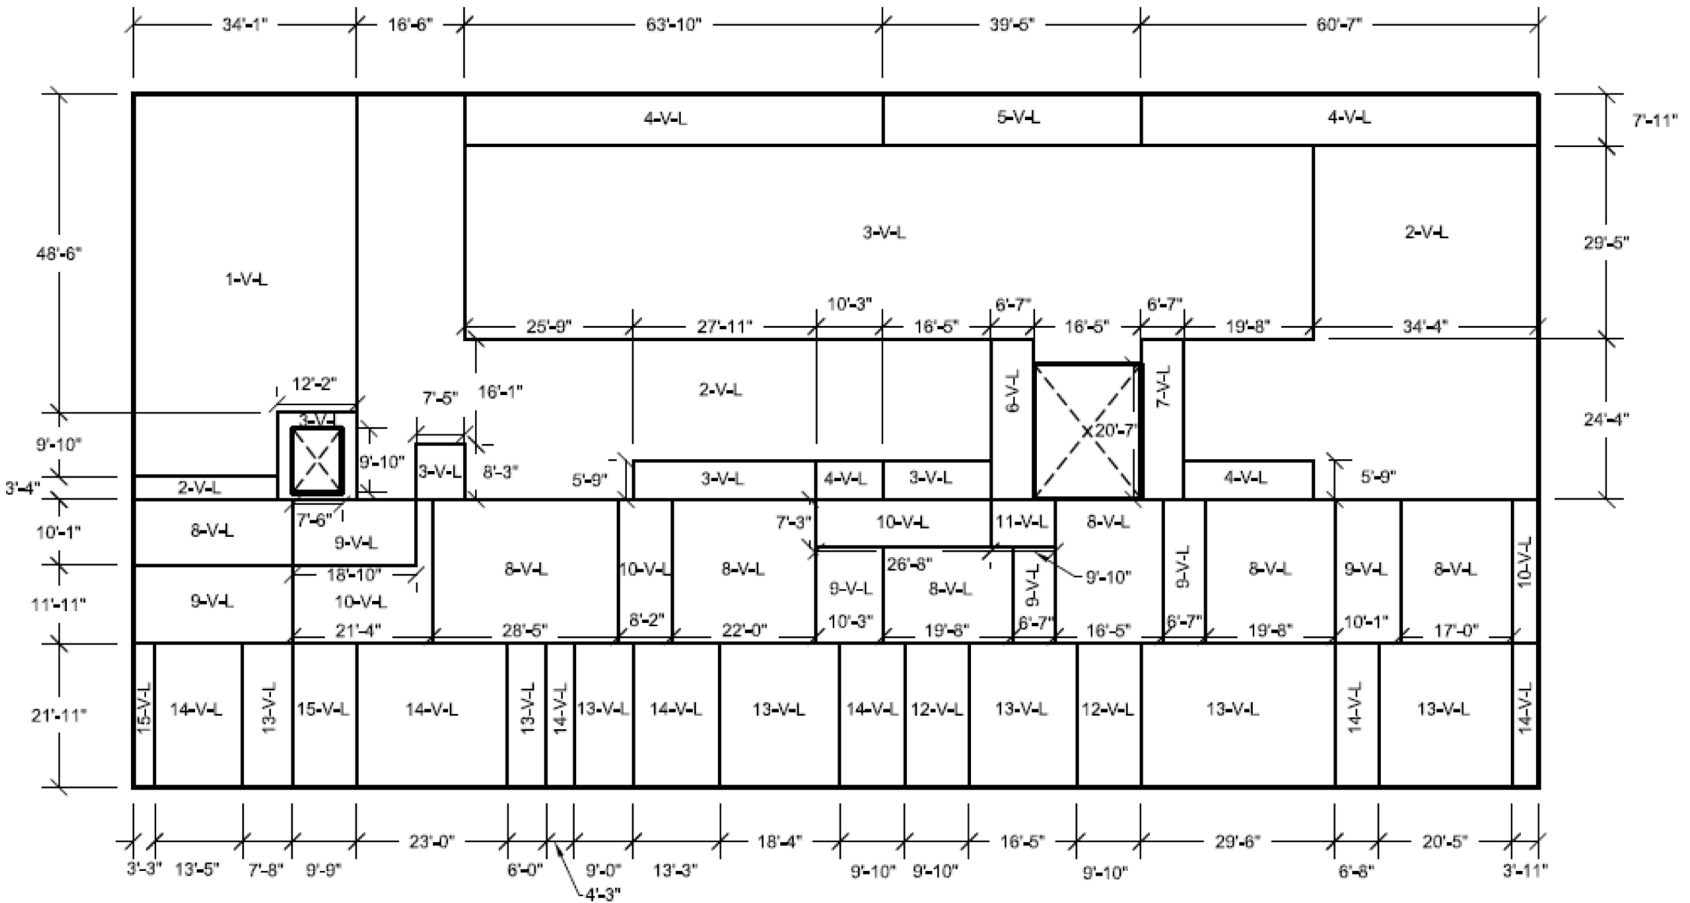 34'-1" 16'-6" 63'-10" 39'-5" 60'-7"
4-V-L 5-V-L 4-V-L 7'-11"
3-V-L 2-V-L 29'-5"
48'-6"
1-V-L
10'-3" 6'-7" 6'-7"
25'-9" 27'-11" 16'-5" 16'-5" 19'-8" 34'-4"
12'-2" 16'-1" 2-V-L 6-V-L 7-V-L
7'-5"
3-V-L 24'-4"
x20'-7"
9'-10"
9'-10" 3-V-L 8'-3" 5'-9" 3-V-L 4-V-L 3-V-L 4-V-L 5'-9"
3'-4" 2-V-L
7'-6" 7'-3" 10-V-L 11-V-L 8-V-L
10'-1" 8-V-L 9-V-L
18'-10" 8-V-L 10-V-L 8-V-L 26'-8" 9'-10" 9-V-L 8-V-L 9-V-L 8-V-L 10-V-L
11'-11" 9-V-L 10-V-L 9-V-L 8-V-L 9-V-L
21'-4" 28'-5" 8'-2" 22'-0" 10'-3" 19'-8" 6'-7" 16'-5" 6'-7" 19'-8" 10'-1" 17'-0"
21'-11" 15-V-L 14-V-L 13-V-L 15-V-L 14-V-L 13-V-L 14-V-L 13-V-L 14-V-L 13-V-L 14-V-L 12-V-L 13-V-L 12-V-L 13-V-L 14-V-L 13-V-L 14-V-L
23'-0" 18'-4" 16'-5" 29'-6" 20'-5"
3'-3" 13'-5" 7'-8" 9'-9" 6'-0" 9'-0" 13'-3" 9'-10" 9'-10" 9'-10" 6'-8" 3'-11"
4'-3"